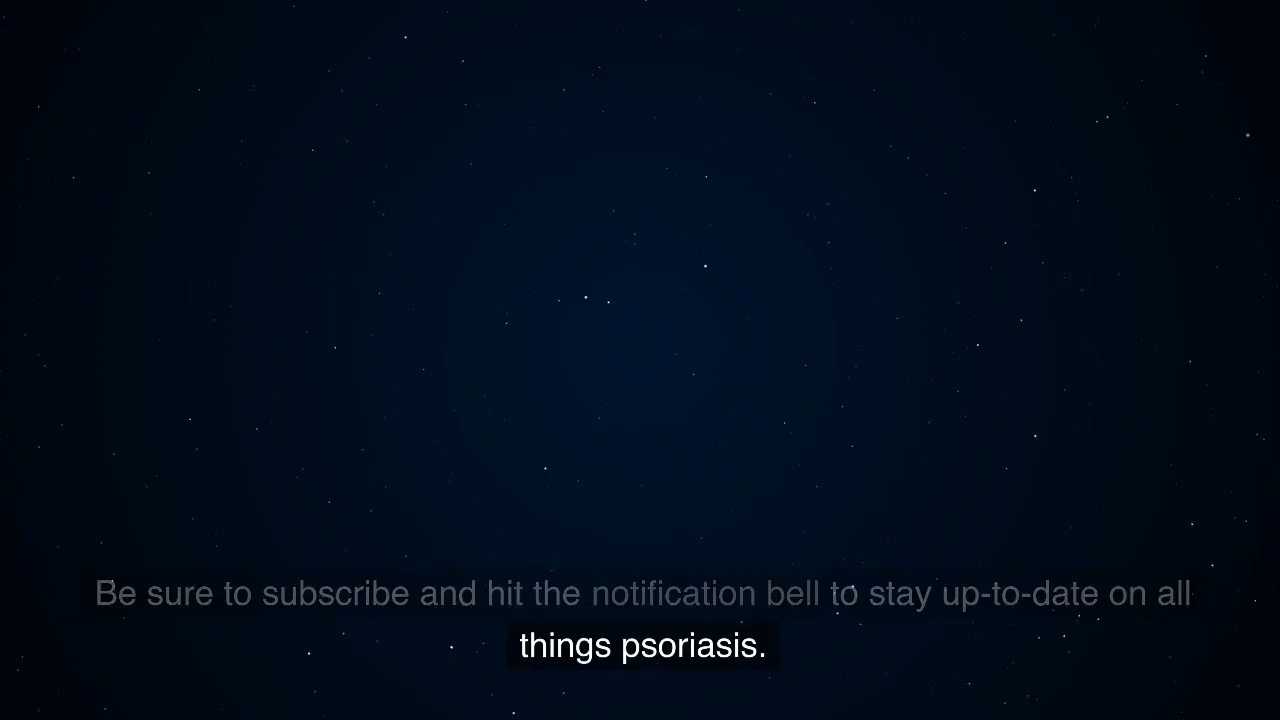 Be sure to subscribe and hit the notification bell to stay up-to-date on all
things psoriasis.